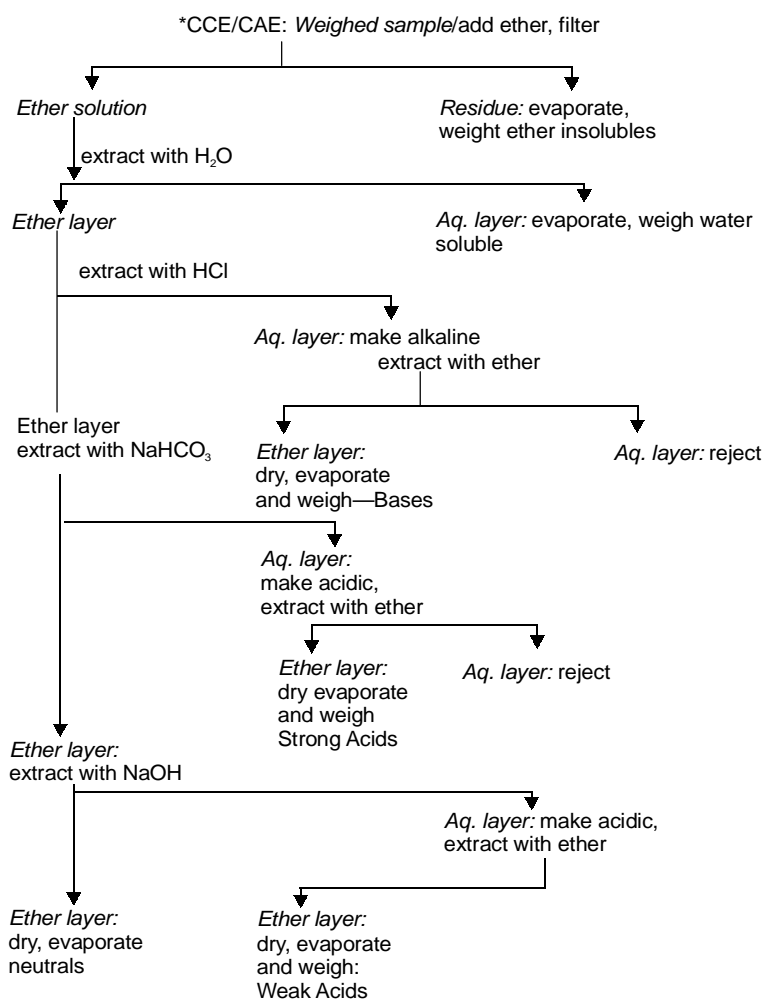 *CCE/CAE: Weighed sample/add ether, filter
Ether solution
Residue: evaporate,
weight ether insolubles
extract with H₂O
Ether layer
Aq. layer: evaporate, weigh water
soluble
extract with HCl
Aq. layer: make alkaline
extract with ether
Ether layer
extract with NaHCO₃
Ether layer:
dry, evaporate
and weigh—Bases
Aq. layer: reject
Aq. layer:
make acidic,
extract with ether
Ether layer:
dry evaporate
and weigh
Strong Acids
Aq. layer: reject
Ether layer:
extract with NaOH
Aq. layer: make acidic,
extract with ether
Ether layer:
dry, evaporate
neutrals
Ether layer:
dry, evaporate
and weigh:
Weak Acids